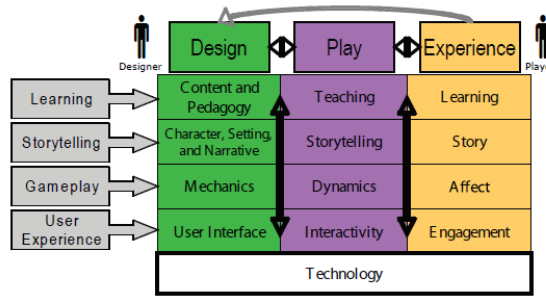 Design
Play
Experience
Designer
Learning
Content and
Pedagogy
Teaching
Learning
Storytelling
Character, Setting,
and Narrative
Storytelling
Story
Gameplay
Mechanics
Dynamics
Affect
User
Experience
User Interface
Interactivity
Engagement
Technology